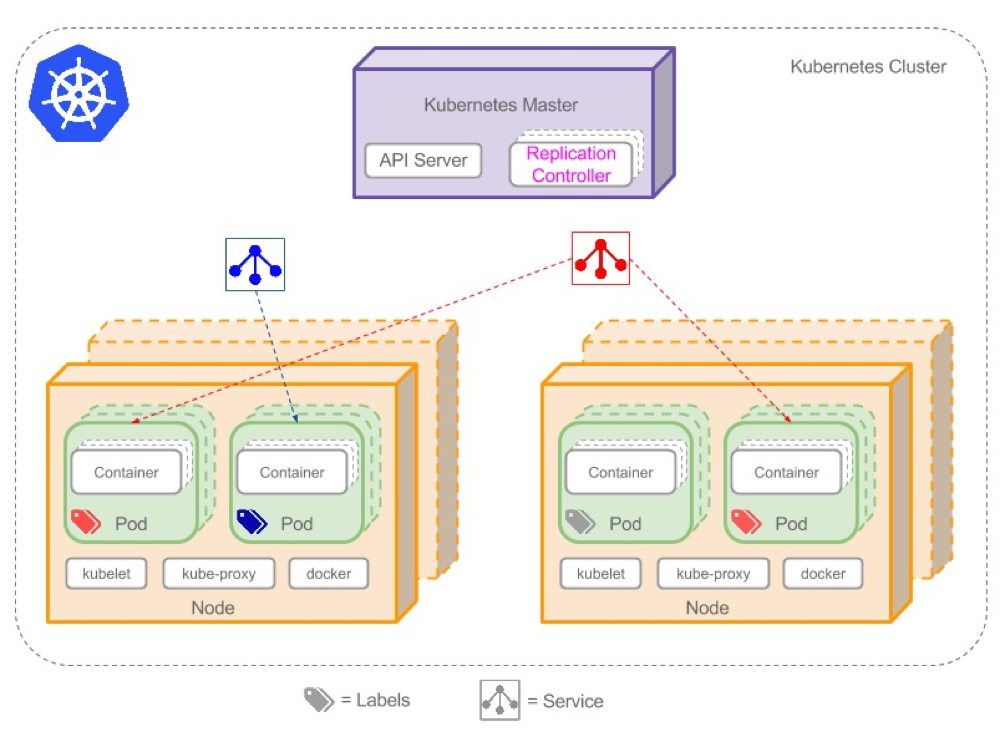 Kubernetes Cluster
Kubernetes Master
API Server
Replication
Controller
Container
Container
Container
Container
Pod
Pod
Pod
Pod
kubelet
kube-proxy
docker
kubelet
kube-proxy
docker
Node
Node
= Labels
= Service